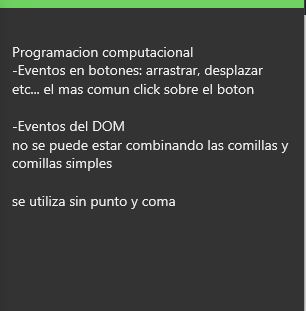 Programacion computacional
-Eventos en botones: arrastrar, desplazar
etc... el mas comun click sobre el boton
-Eventos del DOM
no se puede estar combinando las comillas y
comillas simples
se utiliza sin punto y coma